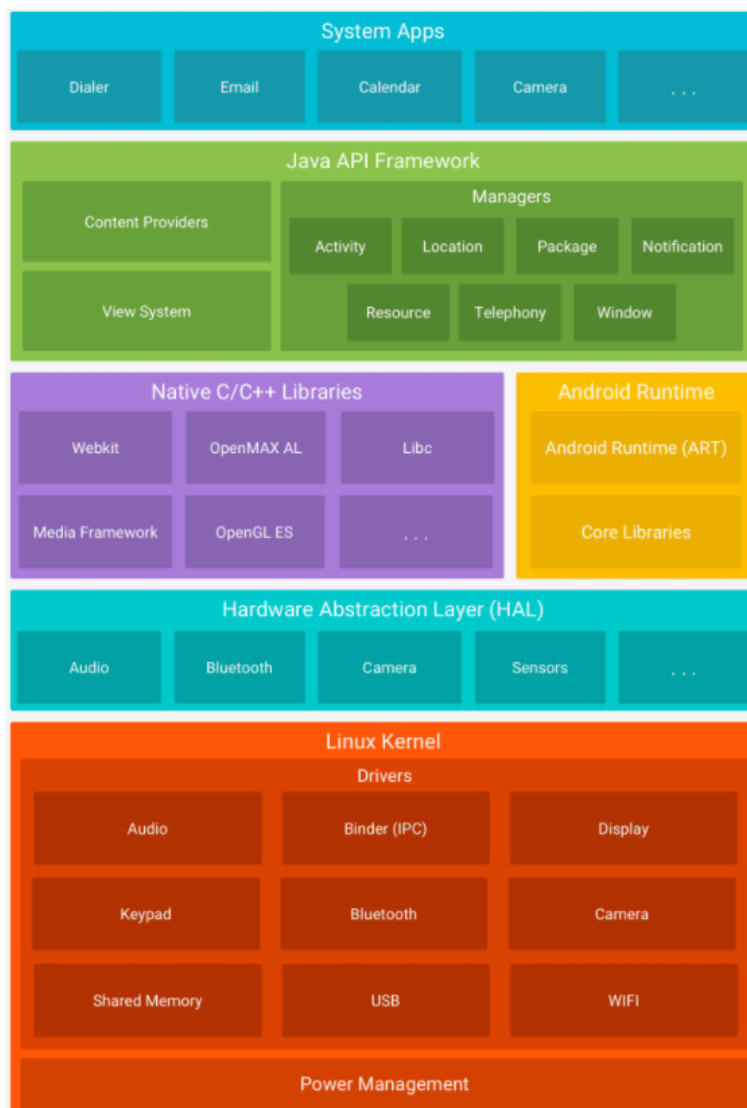 System Apps
Dialer Email Calendar Camera . . .
Java API Framework
Content Providers
View System
Managers
Activity Location Package Notification
Resource Telephony Window
Native C/C++ Libraries
Webkit OpenMAX AL Libc
Media Framework OpenGL ES . . .
Android Runtime
Android Runtime (ART)
Core Libraries
Hardware Abstraction Layer (HAL)
Audio Bluetooth Camera Sensors . . .
Linux Kernel
Drivers
Audio Binder (IPC) Display
Keypad Bluetooth Camera
Shared Memory USB WIFI
Power Management